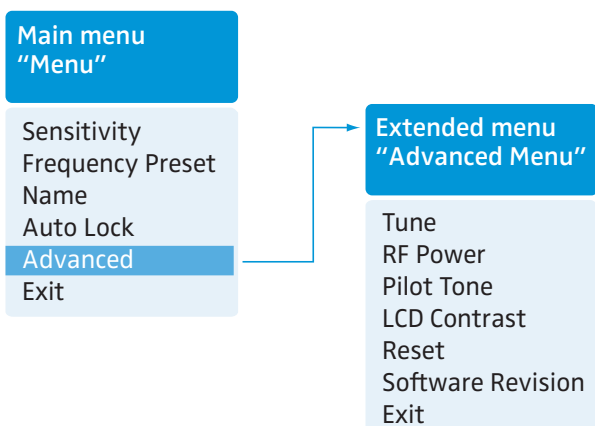 Main menu
“Menu”
Sensitivity
Frequency Preset
Name
Auto Lock
Advanced
Exit
Extended menu
“Advanced Menu”
Tune
RF Power
Pilot Tone
LCD Contrast
Reset
Software Revision
Exit